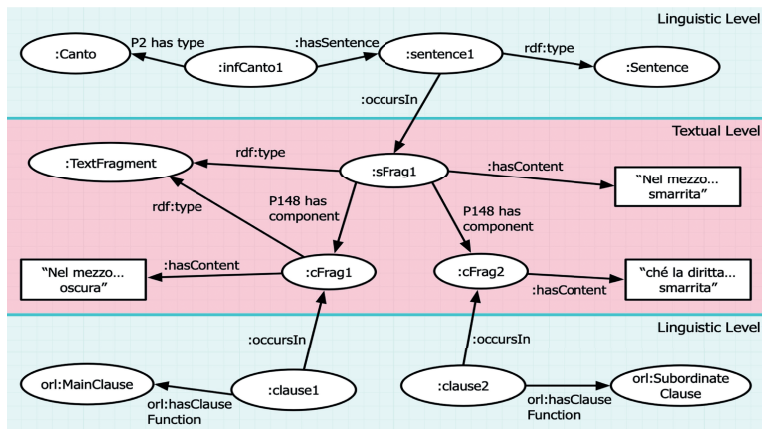 Linguistic Level
:Canto
P2 has type
:infCanto1
:hasSentence
:sentence1
rdf:type
:Sentence
:occursIn
Textual Level
:TextFragment
rdf:type
:sFrag1
:hasContent
“Nel mezzo...
smarrita”
rdf:type
P148 has
component
P148 has
component
“Nel mezzo...
oscura”
:hasContent
:cFrag1
:cFrag2
:hasContent
“ché la diritta...
smarrita”
Linguistic Level
:occursIn
:occursIn
orl:MainClause
orl:hasClause
Function
:clause1
:clause2
orl:hasClause
Function
orl:Subordinate
Clause